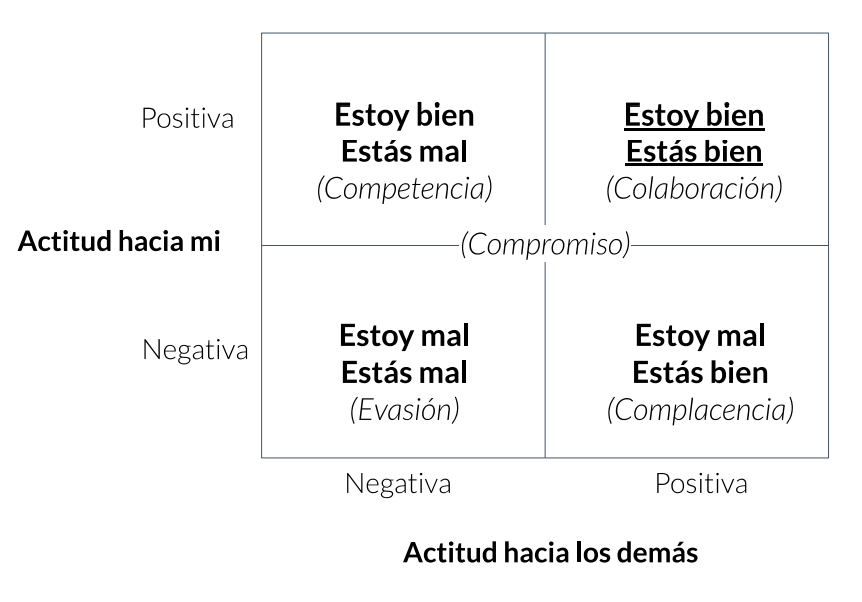 Positiva
Estoy bien
Estás mal
(Competencia)
Estoy bien
Estás bien
(Colaboración)
Actitud hacia mi
(Compromiso)
Negativa
Estoy mal
Estás mal
(Evasión)
Estoy mal
Estás bien
(Complacencia)
Negativa
Positiva
Actitud hacia los demás